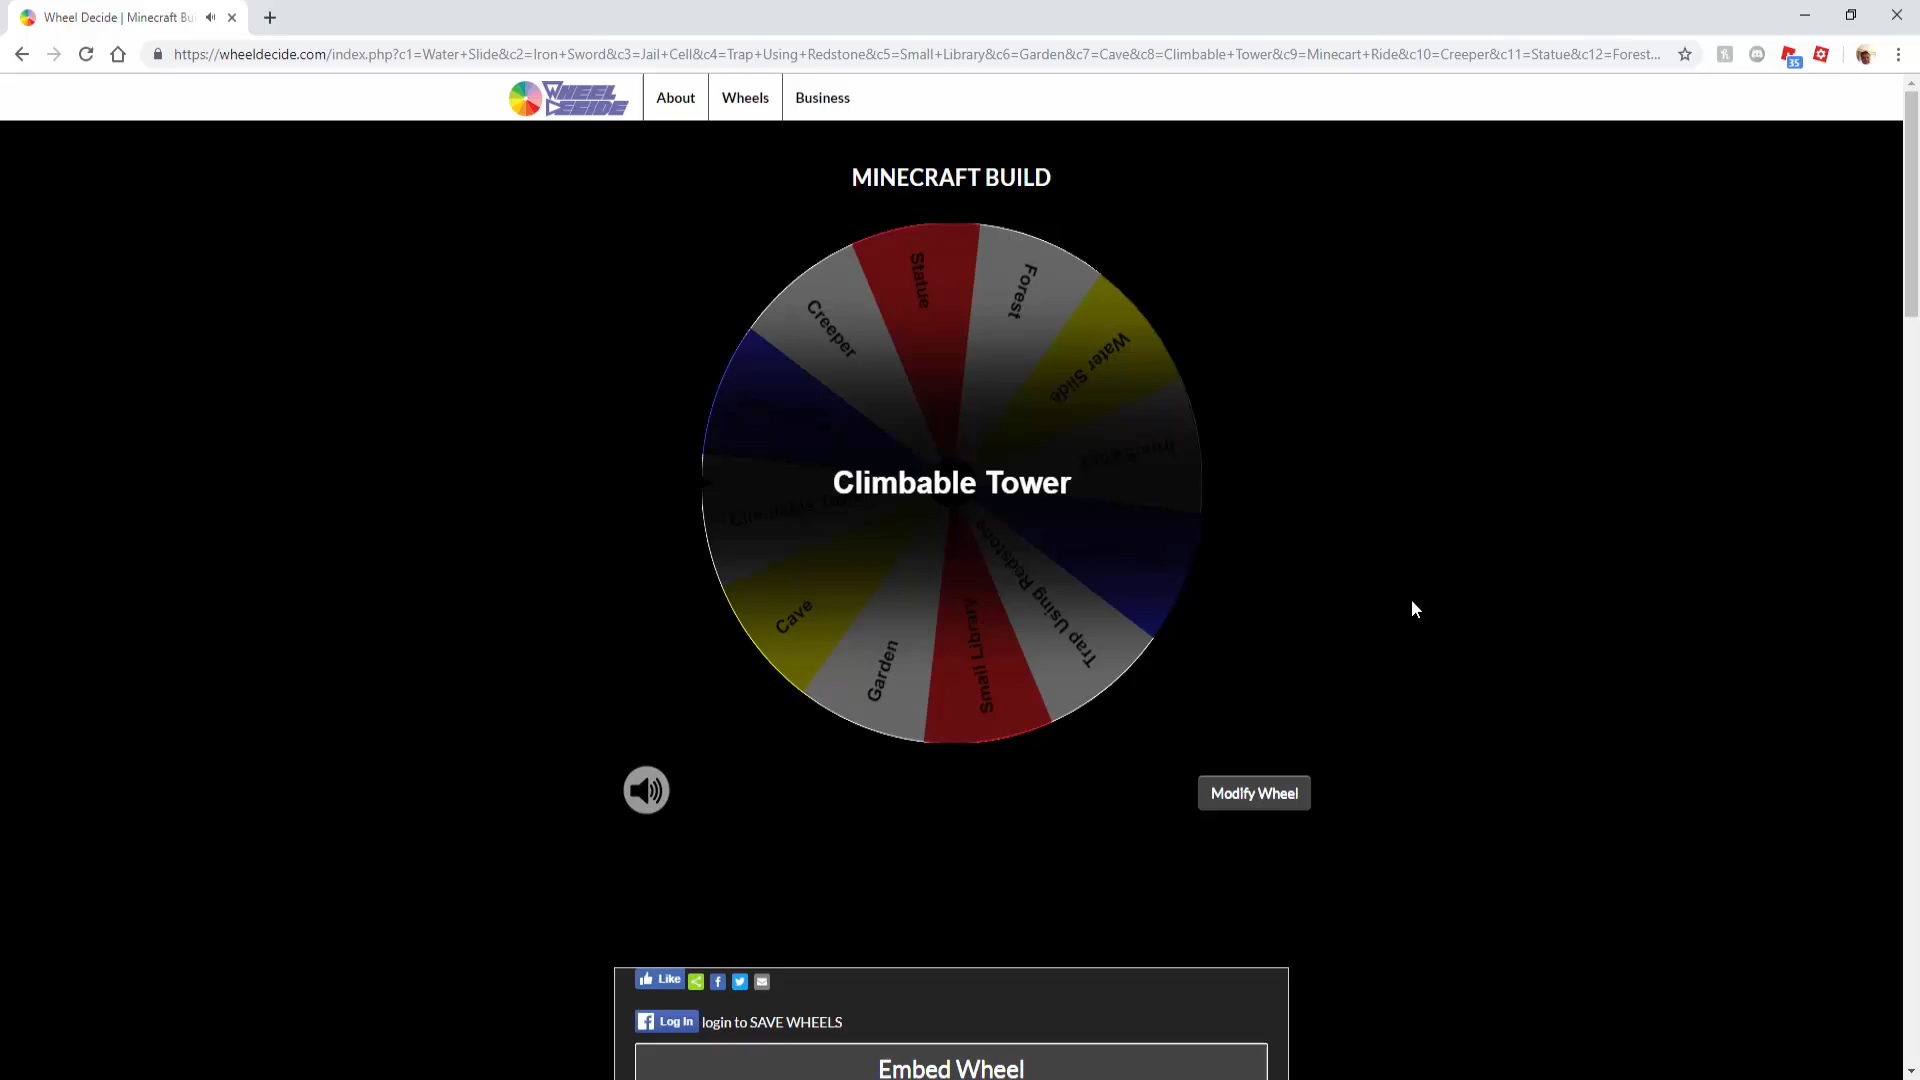 Wheel Decide | Minecraft Bu
https://wheeldecide.com/index.php?c1=Water+Slide&c2=Iron+Sword&c3=Jail+Cell&c4=Trap+Using+Redstone&c5=Small+Library&c6=Garden&c7=Cave&c8=Climbable+Tower&c9=Minecart+Ride&c10=Creeper&c11=Statue&c12=Forest...
35
WHEEL DECIDE
About
Wheels
Business
MINECRAFT BUILD
Statue
Forest
Creeper
Water Slide
Climbable Tower
Trap Using Redstone
Cave
Small Library
Garden
Modify Wheel
Like
Log In login to SAVE WHEELS
Embed Wheel